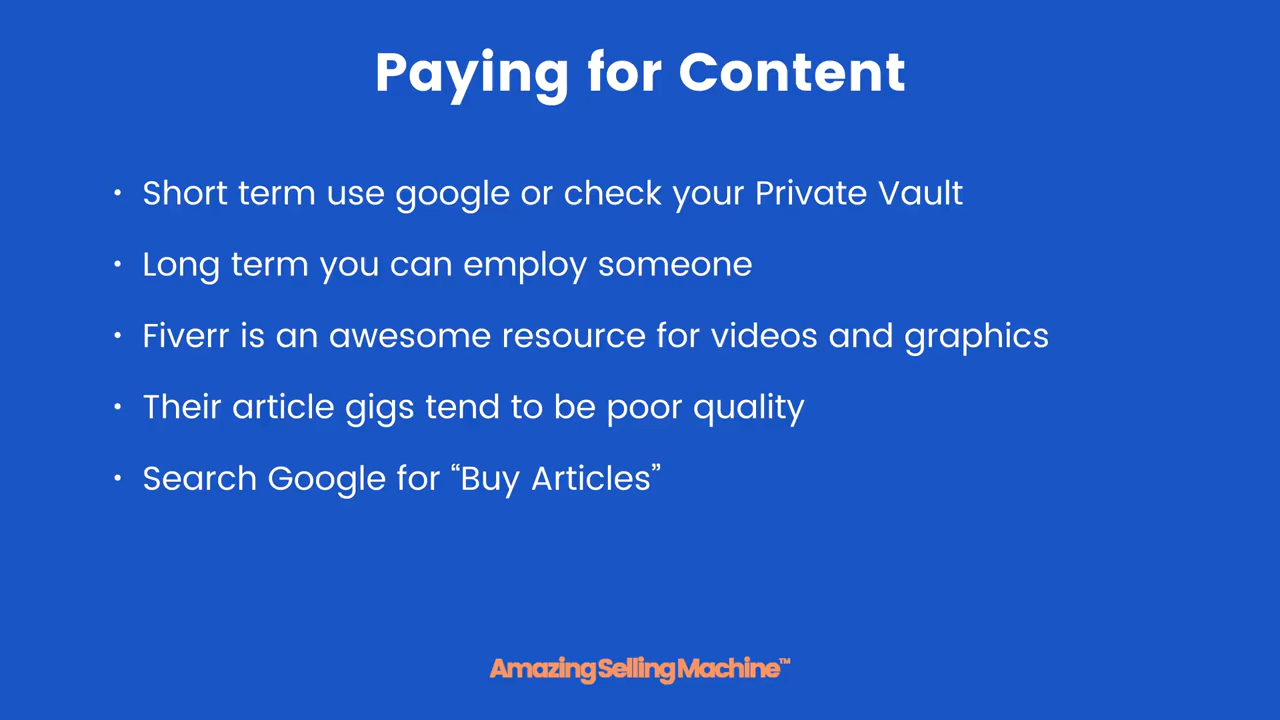 Paying for Content
• Short term use google or check your Private Vault
• Long term you can employ someone
• Fiverr is an awesome resource for videos and graphics
• Their article gigs tend to be poor quality
• Search Google for “Buy Articles”
Amazing Selling Machine™